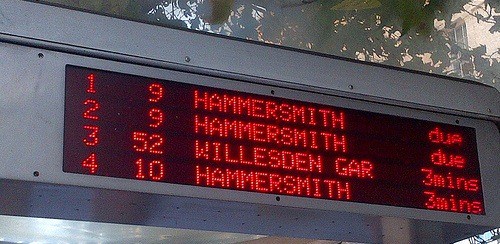 1 9 HAMMERSMITH due
2 9 HAMMERSMITH due
3 52 WILLESDEN GAR 3mins
4 10 HAMMERSMITH 3mins